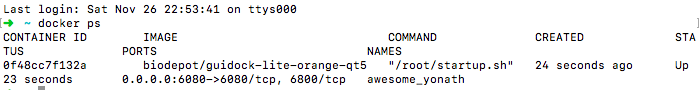 Last login: Sat Nov 26 22:53:41 on ttys000
➜ ~ docker ps
CONTAINER ID IMAGE COMMAND CREATED STA
TUS PORTS NAMES
0f48cc7f132a biodepot/guidock-lite-orange-qt5 "/root/startup.sh" 24 seconds ago Up
23 seconds 0.0.0.0:6080->6080/tcp, 6800/tcp awesome_yonath